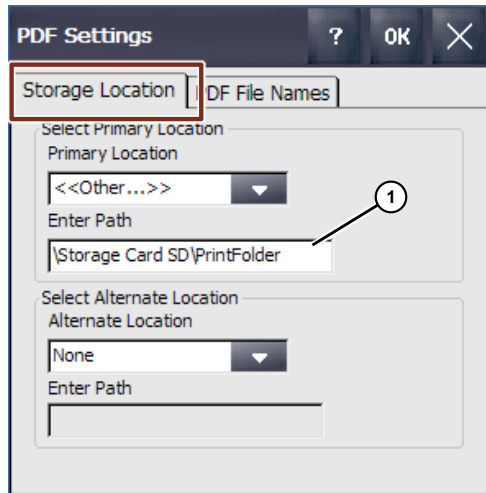 PDF Settings ? OK
Storage Location PDF File Names
Select Primary Location
Primary Location
<<Other...>>
1
Enter Path
\Storage Card SD\PrintFolder
Select Alternate Location
Alternate Location
None
Enter Path